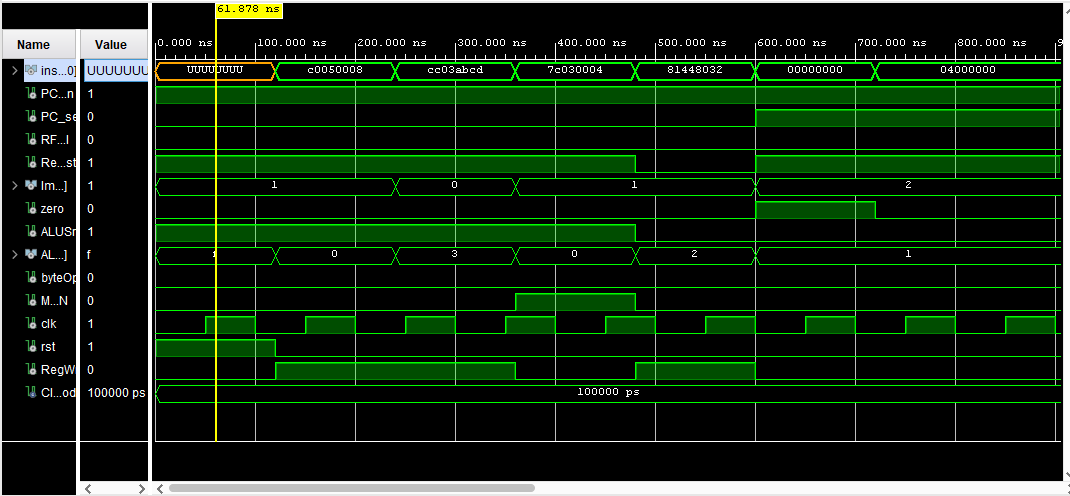 61.878 ns
Name Value
0.000 ns 100.000 ns 200.000 ns 300.000 ns 400.000 ns 500.000 ns 600.000 ns 700.000 ns 800.000 ns 9
ins...0] UUUUUUU UUUUUUUU c0050008 cc03abcd 7c030004 81448032 00000000 04000000
PC...n 1
PC_se 0
RF...l 0
Re...st 1
Im...] 1 1 0 1 2
zero 0
ALUSr 1
AL...] f f 0 3 0 2 1
byteOp 0
M...N 0
clk 1
rst 1
RegW 0
Cl...od 100000 ps 100000 ps